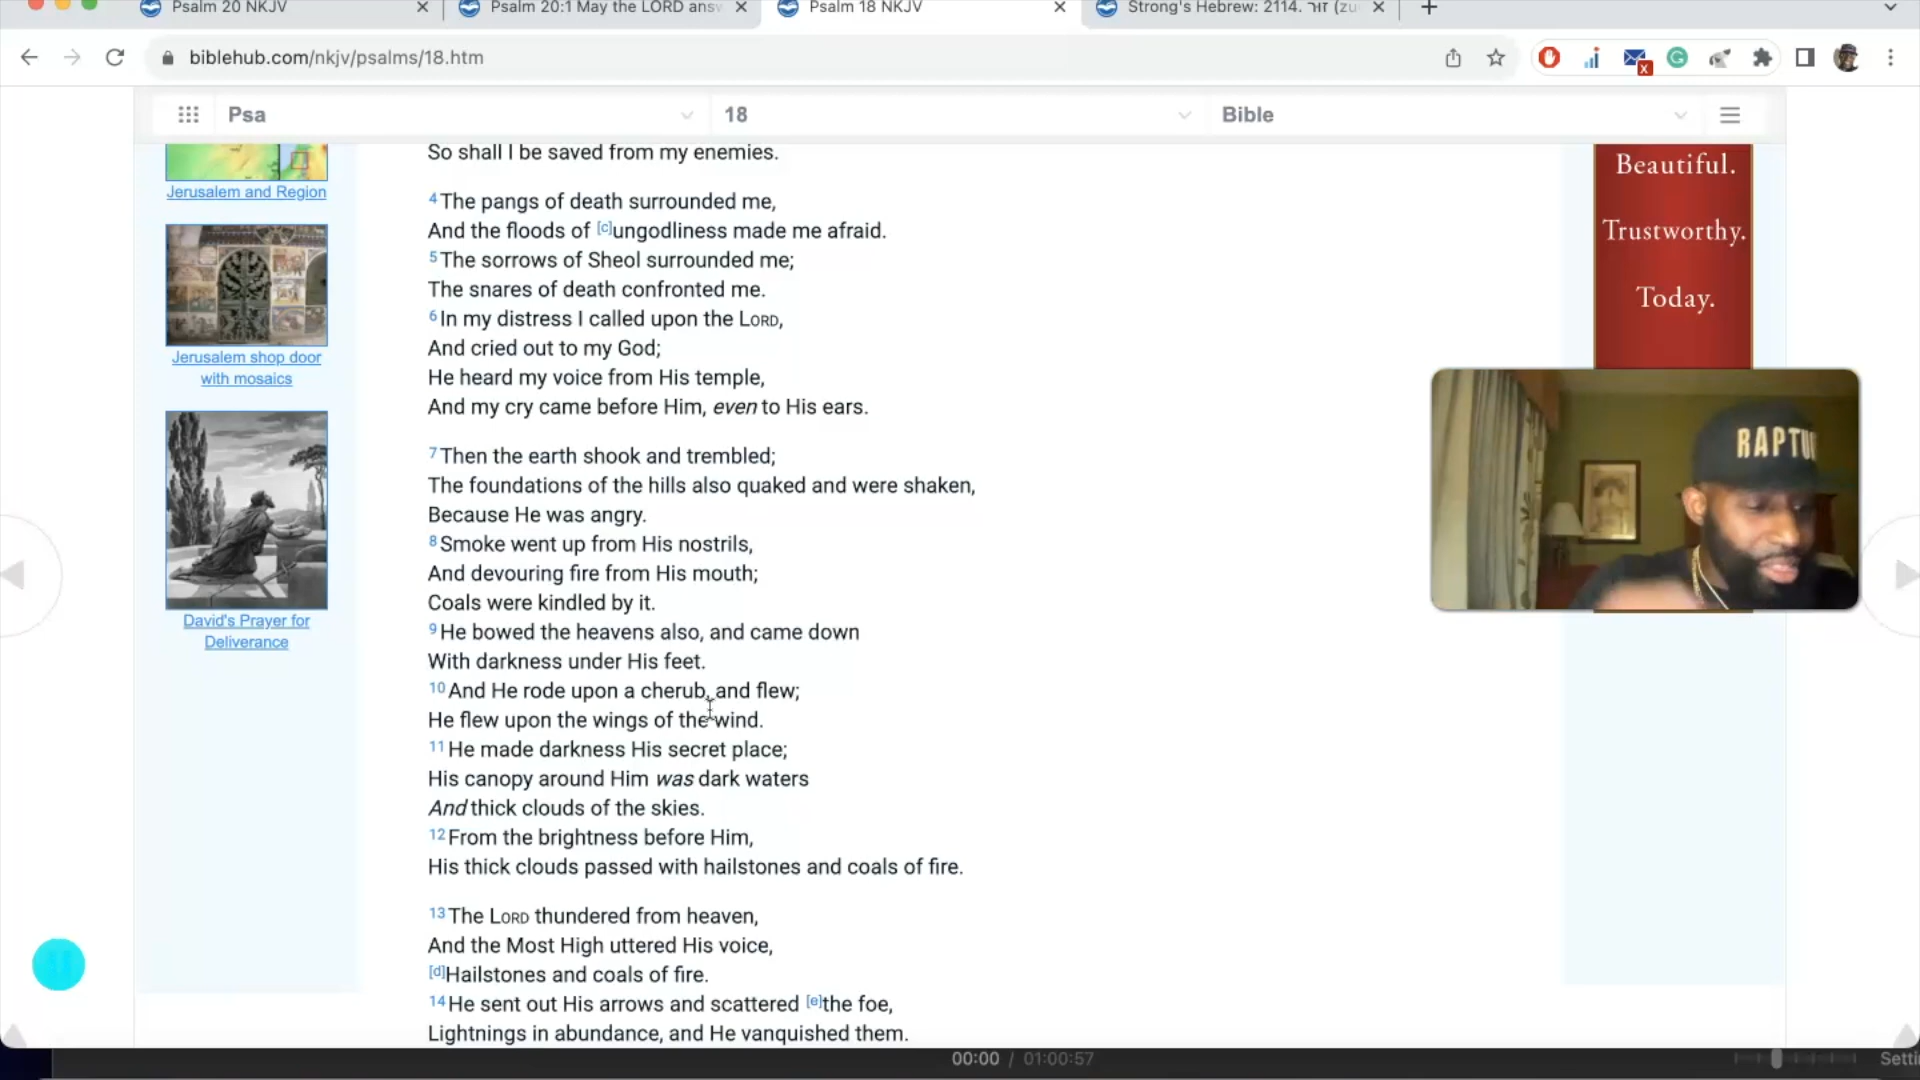 Psalm 20 NKJV
Psalm 20:1 May the LORD answ
Psalm 18 NKJV
Strong's Hebrew: 2114. זור (zu
biblehub.com/nkjv/psalms/18.htm
x
Psa
18
Bible
Jerusalem and Region
Jerusalem shop door
with mosaics
David's Prayer for
Deliverance
So shall I be saved from my enemies.
4 The pangs of death surrounded me,
And the floods of [c]ungodliness made me afraid.
5 The sorrows of Sheol surrounded me;
The snares of death confronted me.
6 In my distress I called upon the LORD,
And cried out to my God;
He heard my voice from His temple,
And my cry came before Him, even to His ears.
7 Then the earth shook and trembled;
The foundations of the hills also quaked and were shaken,
Because He was angry.
8 Smoke went up from His nostrils,
And devouring fire from His mouth;
Coals were kindled by it.
9 He bowed the heavens also, and came down
With darkness under His feet.
10 And He rode upon a cherub, and flew;
He flew upon the wings of the wind.
11 He made darkness His secret place;
His canopy around Him was dark waters
And thick clouds of the skies.
12 From the brightness before Him,
His thick clouds passed with hailstones and coals of fire.
13 The LORD thundered from heaven,
And the Most High uttered His voice,
[d]Hailstones and coals of fire.
14 He sent out His arrows and scattered [e]the foe,
Lightnings in abundance, and He vanquished them.
Beautiful.
Trustworthy.
Today.
RAPTU
00:00 / 01:00:57
Setti